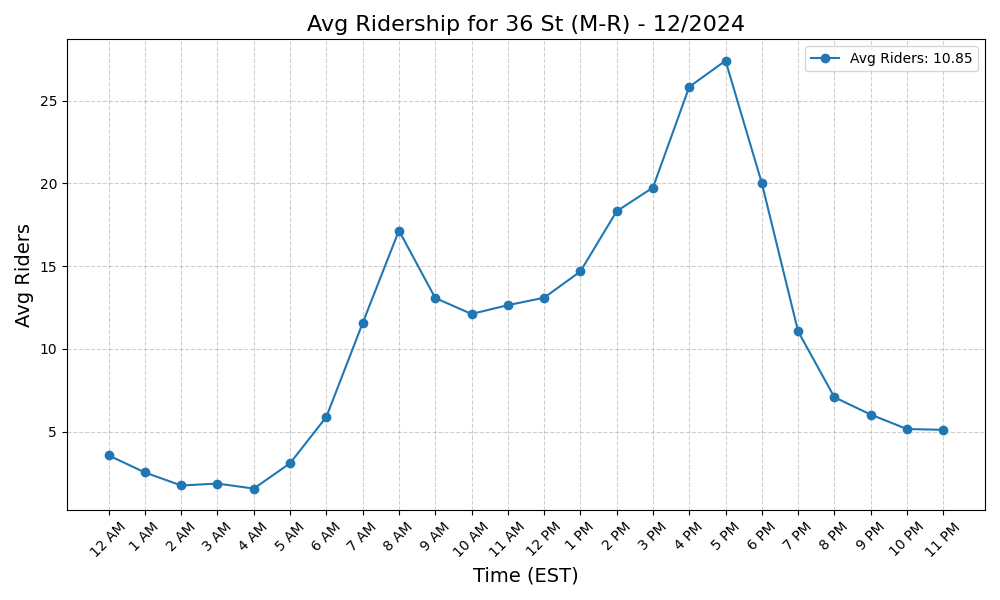 Avg Ridership for 36 St (M-R) - 12/2024
Avg Riders: 10.85
Avg Riders
25
20
15
10
5
12 AM
1 AM
2 AM
3 AM
4 AM
5 AM
6 AM
7 AM
8 AM
9 AM
10 AM
11 AM
12 PM
1 PM
2 PM
3 PM
4 PM
5 PM
6 PM
7 PM
8 PM
9 PM
10 PM
11 PM
Time (EST)